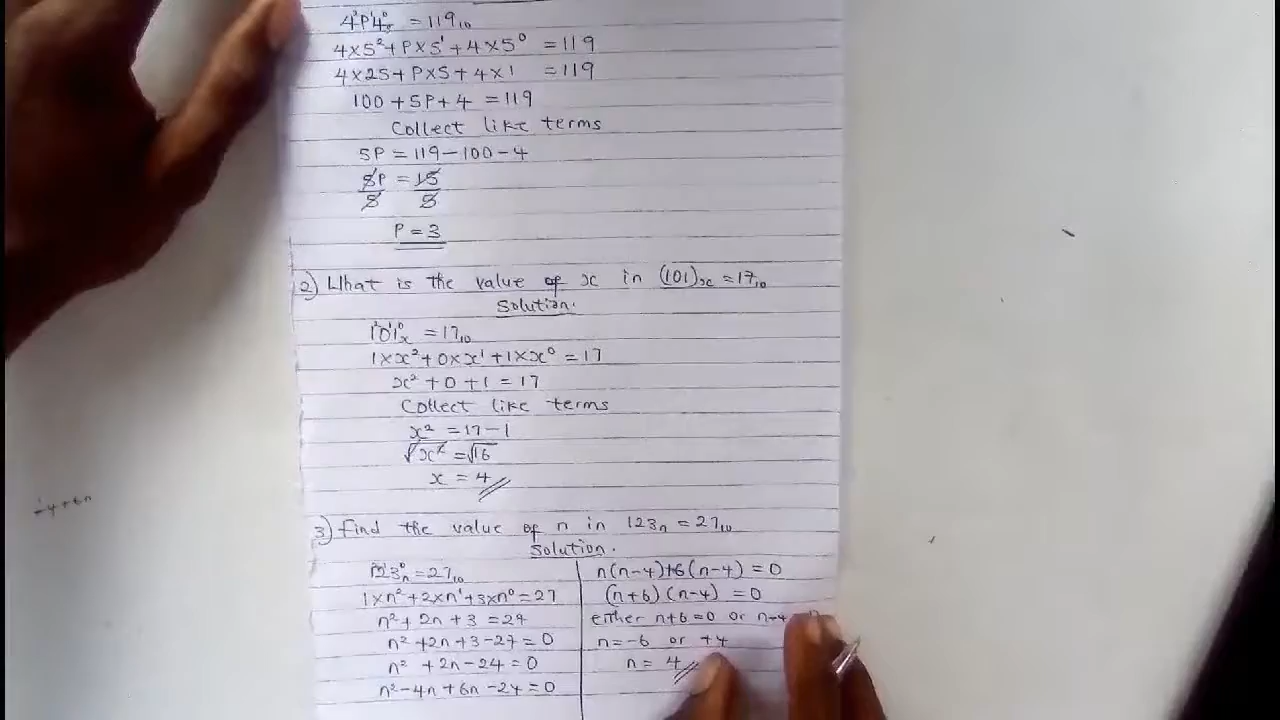 4²P¹4⁰₅ = 119₁₀
4×5²+P×5¹+4×5⁰ = 119
4×25+P×5+4×1 = 119
100+5P+4 = 119
Collect like terms
5P = 119-100-4
5P = 15
5 5
P = 3
2) What is the value of x in (101)ₓ = 17₁₀
Solution.
1²0¹1⁰ₓ = 17₁₀
1×x²+0×x¹+1×x⁰ = 17
x²+0+1 = 17
Collect like terms
x² = 17-1
√x² = √16
x = 4
3) Find the value of n in 123ₙ = 27₁₀
Solution.
1²2¹3⁰ₙ = 27₁₀
1×n²+2×n¹+3×n⁰ = 27
n²+2n+3 = 27
n²+2n+3-27 = 0
n²+2n-24 = 0
n²-4n+6n-24 = 0
n(n-4)+6(n-4) = 0
(n+6)(n-4) = 0
either n+6=0 or n-4
n=-6 or +4
n = 4
-4+6n